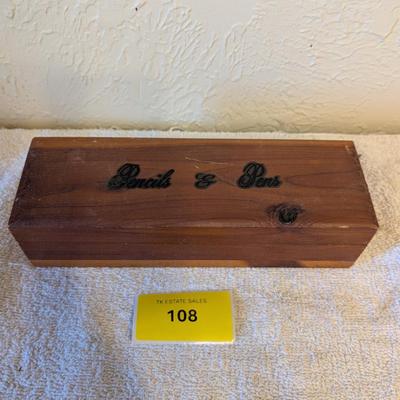 Pencils & Pens
TK ESTATE SALES
108